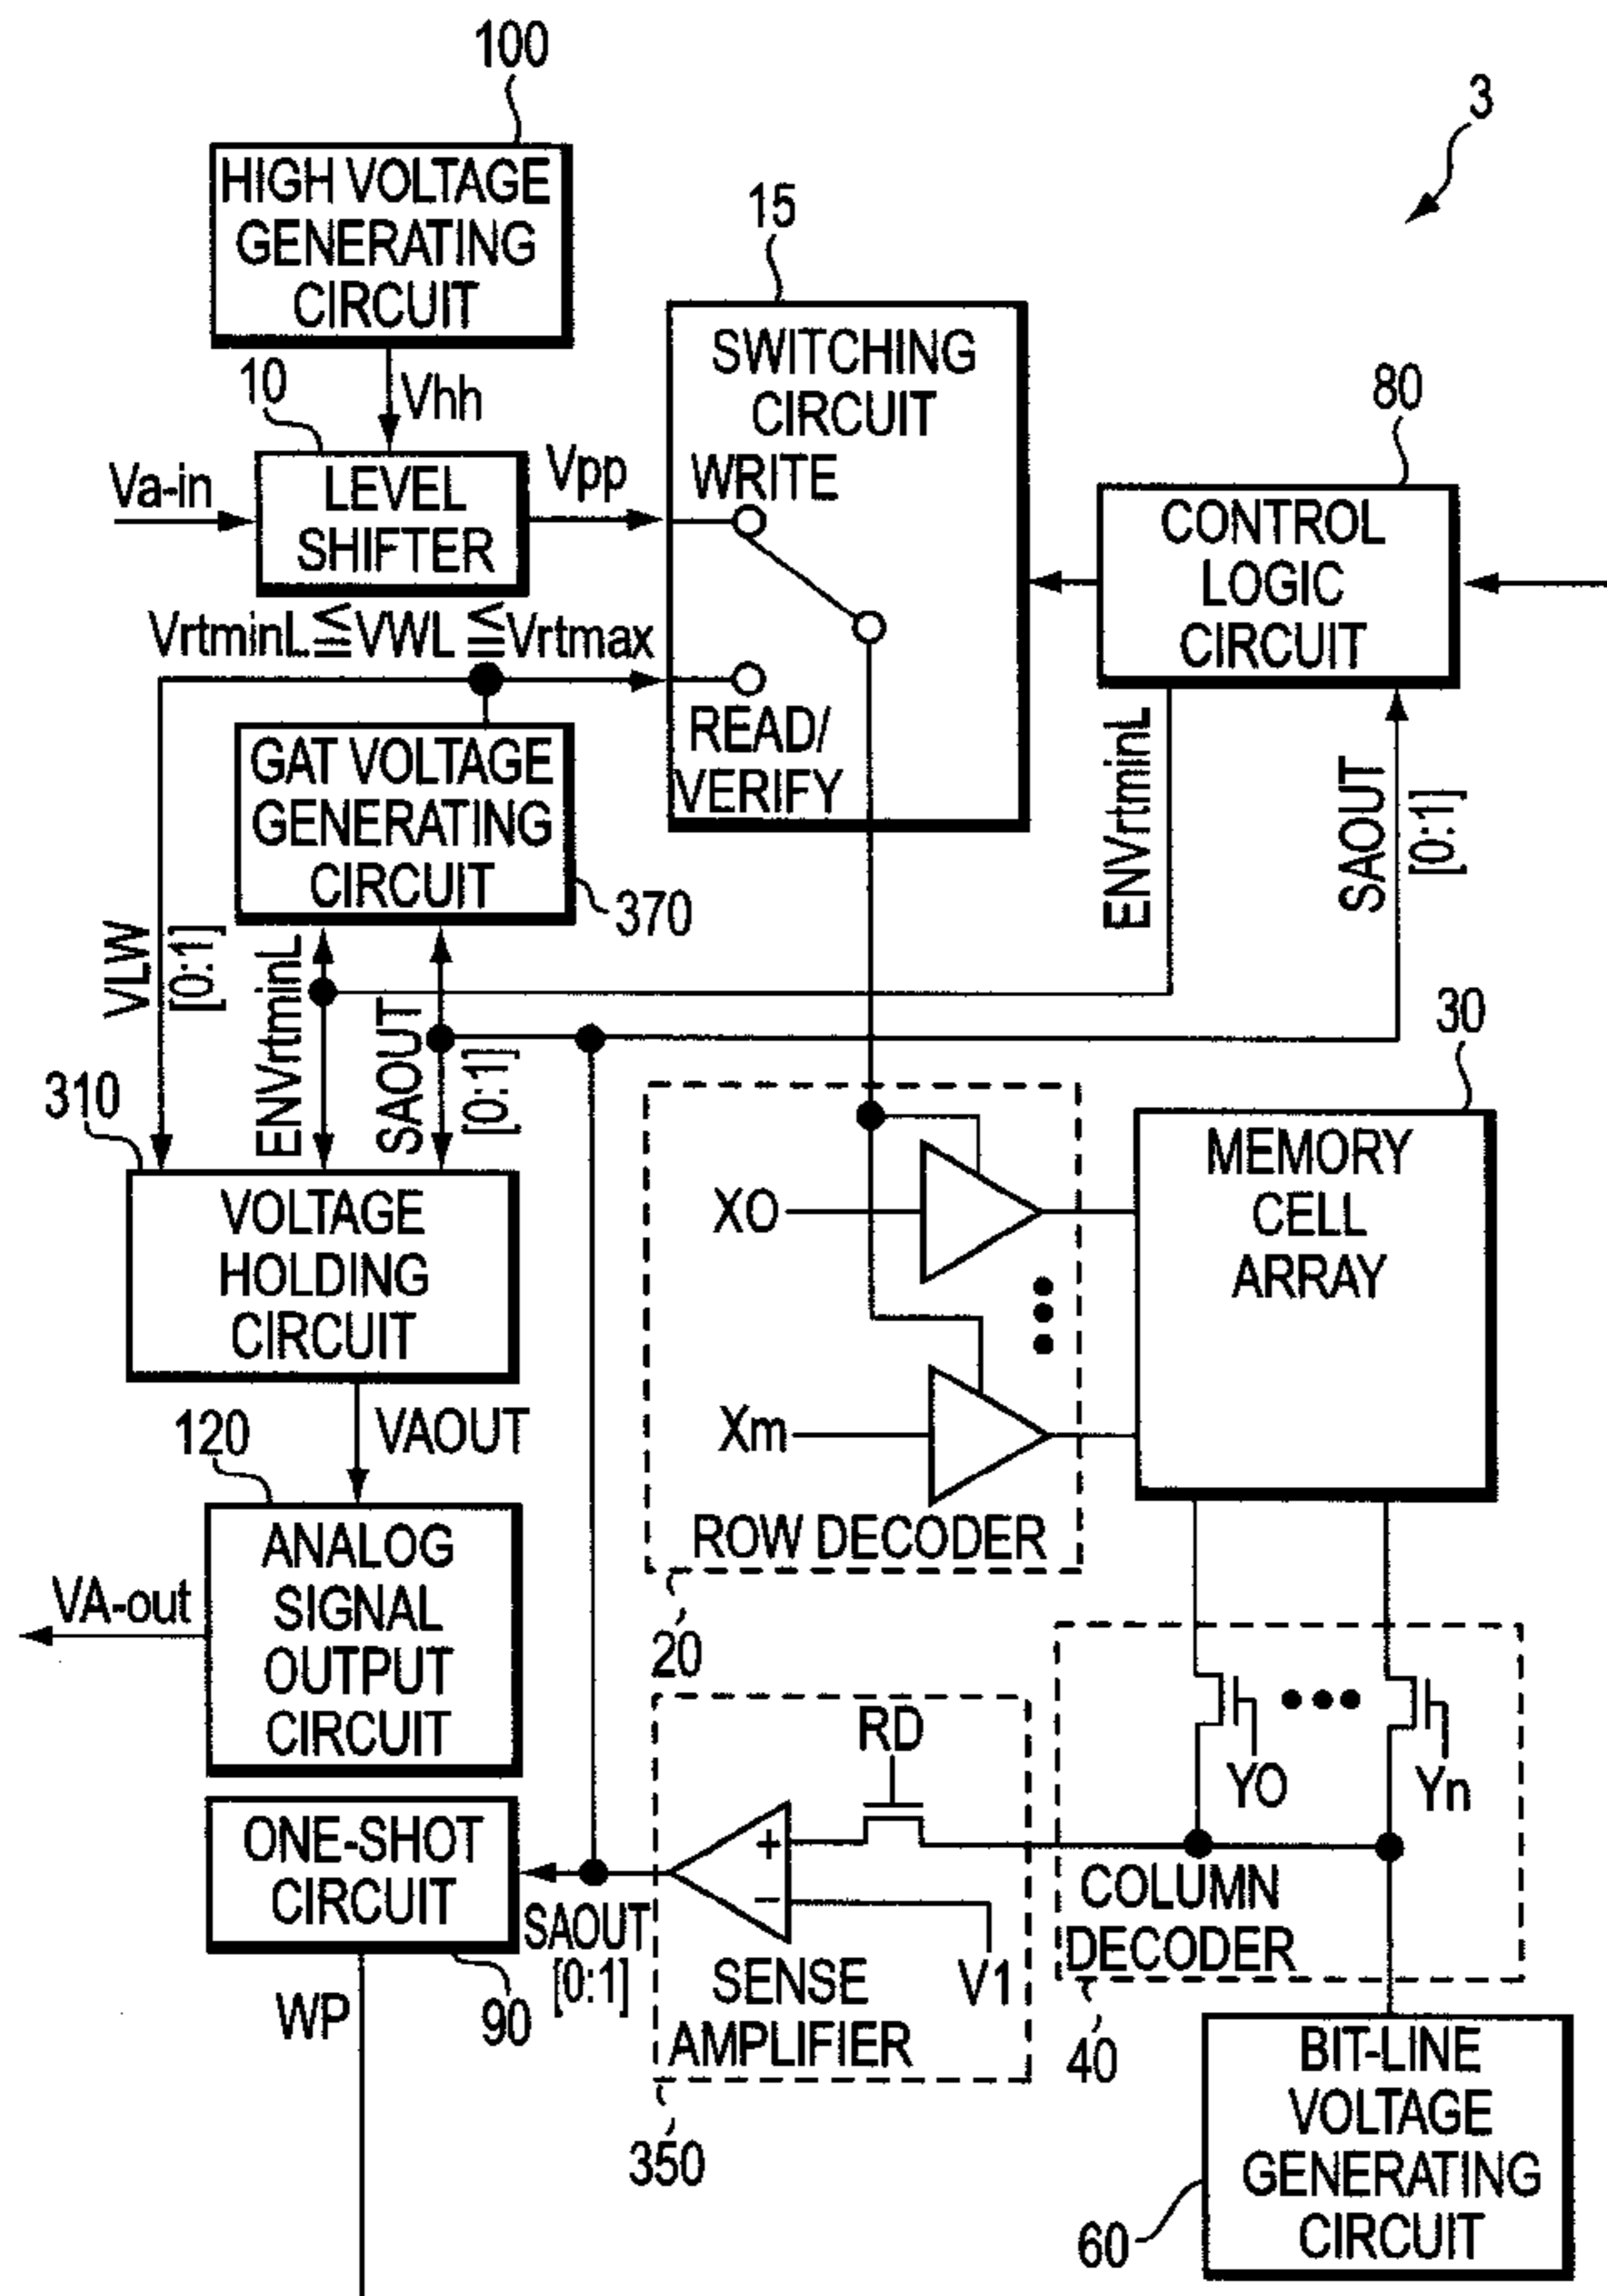 100
3
HIGH VOLTAGE
GENERATING
CIRCUIT
15
SWITCHING
CIRCUIT
WRITE
READ/
VERIFY
10
Vhh
80
Va-in
LEVEL
SHIFTER
Vpp
CONTROL
LOGIC
CIRCUIT
VrtminL≦VWL≦Vrtmax
GAT VOLTAGE
GENERATING
CIRCUIT
370
ENVrtminL
SAOUT
[0:1]
VLW
[0:1]
ENVrtminL
SAOUT
[0:1]
30
310
VOLTAGE
HOLDING
CIRCUIT
XO
MEMORY
CELL
ARRAY
Xm
ROW DECODER
20
VAOUT
120
ANALOG
SIGNAL
OUTPUT
CIRCUIT
VA-out
RD
YO
Yn
ONE-SHOT
CIRCUIT
+
−
COLUMN
DECODER
SAOUT
[0:1]
SENSE
AMPLIFIER
V1
WP
90
40
350
BIT-LINE
VOLTAGE
GENERATING
CIRCUIT
60